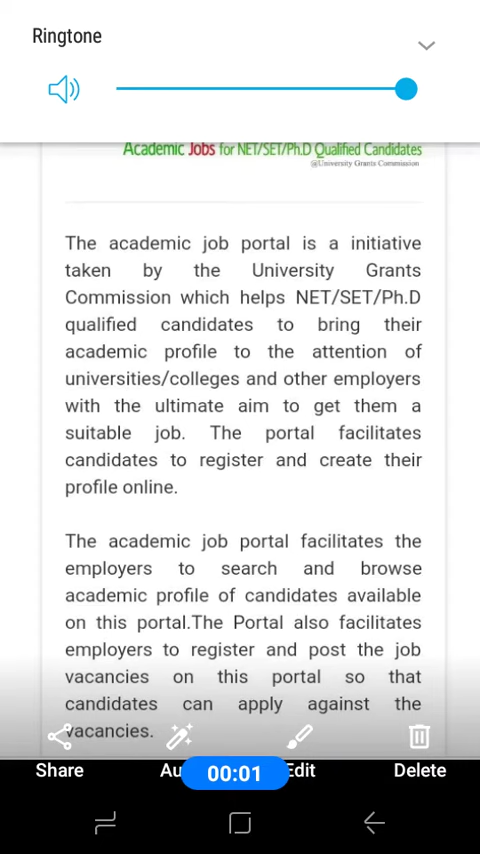 Ringtone
Academic Jobs for NET/SET/Ph.D Qualified Candidates
@University Grants Commission
The academic job portal is a initiative
taken by the University Grants
Commission which helps NET/SET/Ph.D
qualified candidates to bring their
academic profile to the attention of
universities/colleges and other employers
with the ultimate aim to get them a
suitable job. The portal facilitates
candidates to register and create their
profile online.
The academic job portal facilitates the
employers to search and browse
academic profile of candidates available
on this portal.The Portal also facilitates
employers to register and post the job
vacancies on this portal so that
candidates can apply against the
vacancies.
Share Au 00:01 Edit Delete